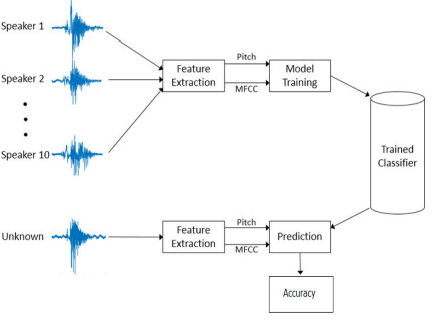 Speaker 1
Speaker 2
Speaker 10
Unknown
Feature
Extraction
Pitch
MFCC
Model
Training
Trained
Classifier
Feature
Extraction
Pitch
MFCC
Prediction
Accuracy